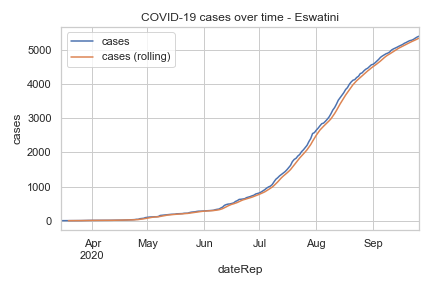 COVID-19 cases over time - Eswatini
cases
cases (rolling)
5000
4000
3000
2000
1000
0
cases
Apr
2020
May
Jun
Jul
Aug
Sep
dateRep